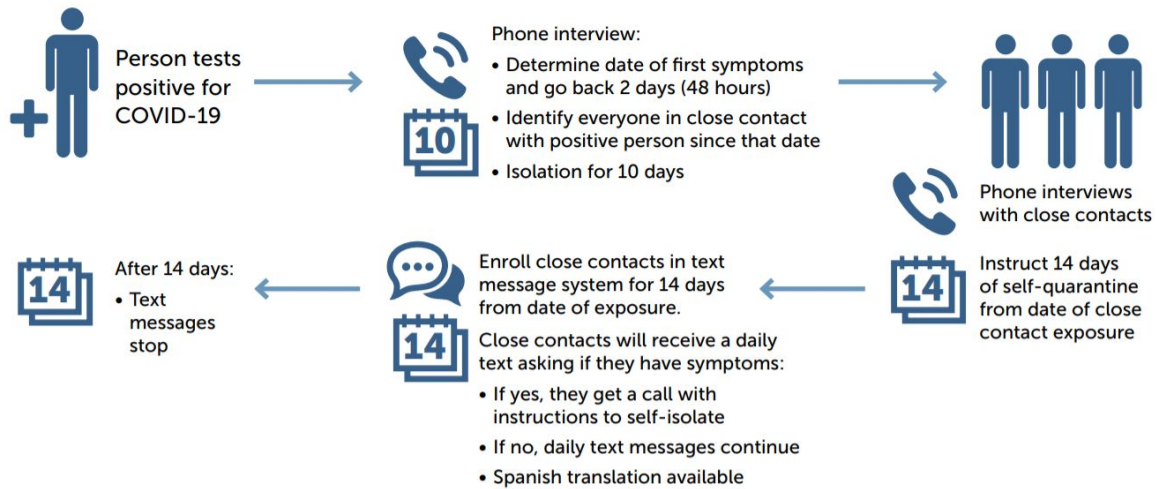 Person tests
positive for
COVID-19
Phone interview:
• Determine date of first symptoms
and go back 2 days (48 hours)
• Identify everyone in close contact
with positive person since that date
• Isolation for 10 days
10
Phone interviews
with close contacts
14
Instruct 14 days
of self-quarantine
from date of close
contact exposure
Enroll close contacts in text
message system for 14 days
from date of exposure.
14
Close contacts will receive a daily
text asking if they have symptoms:
• If yes, they get a call with
instructions to self-isolate
• If no, daily text messages continue
• Spanish translation available
14
After 14 days:
• Text
messages
stop